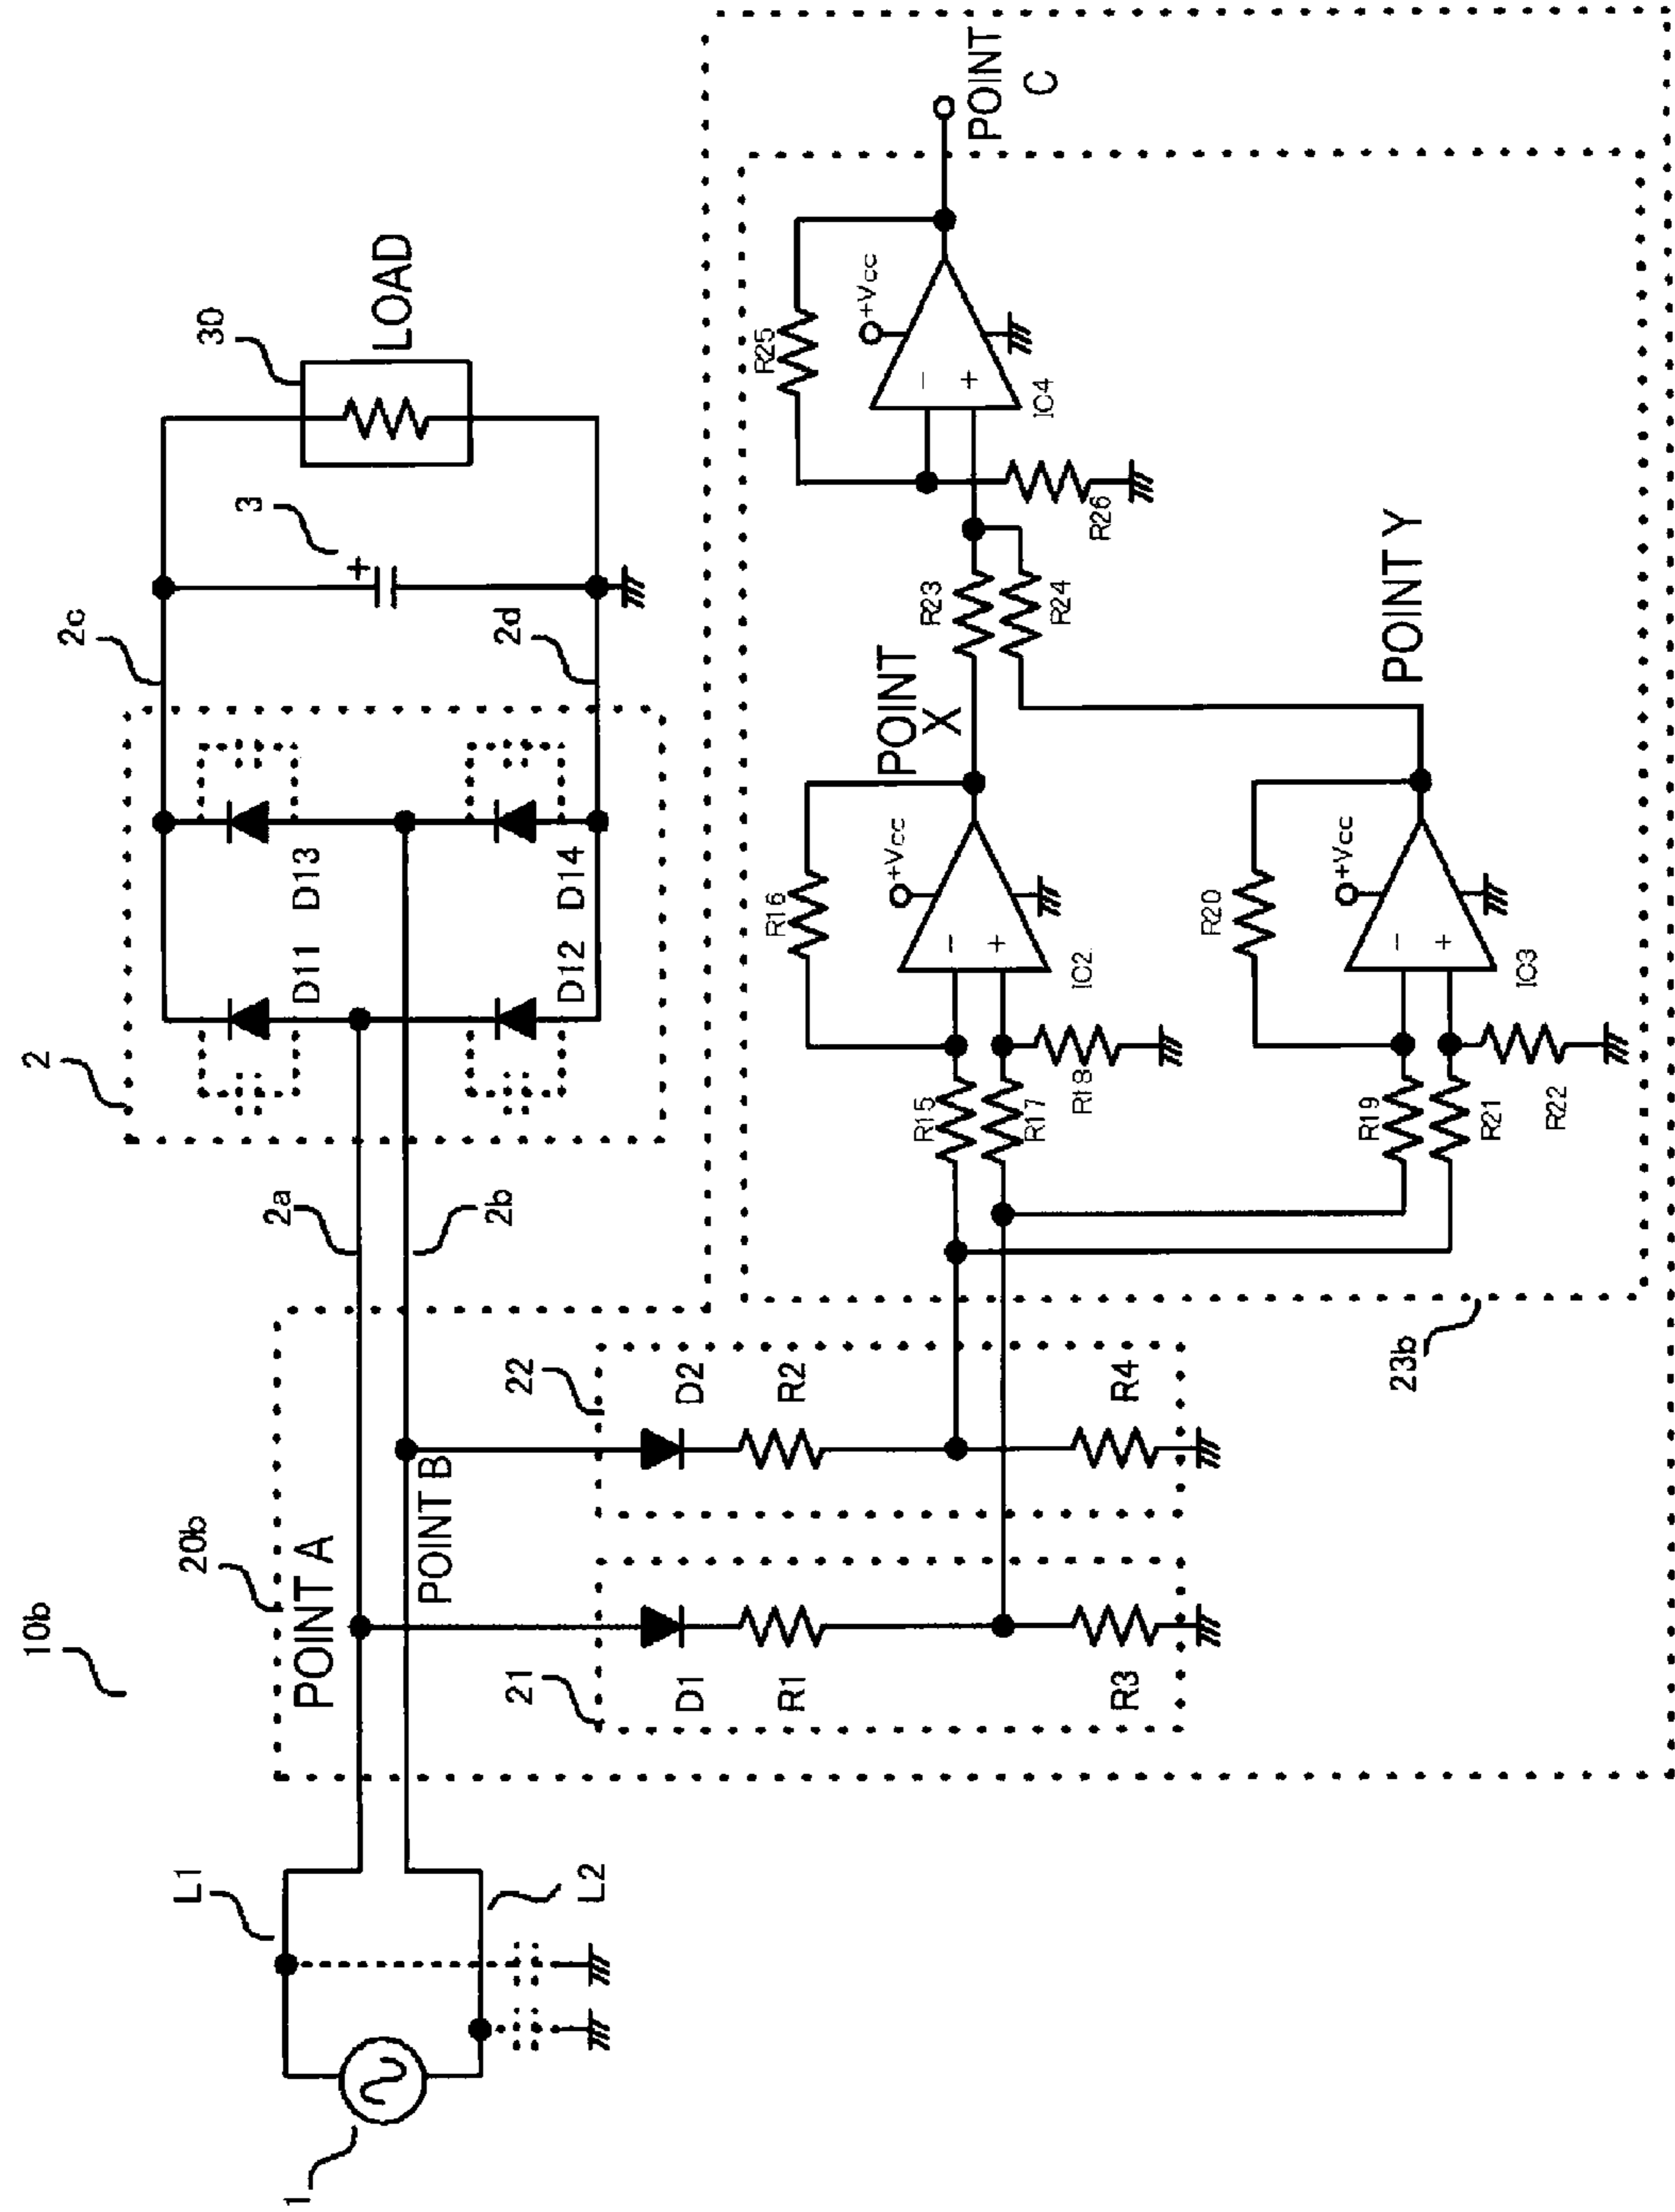 10b
1
L1
L2
20b
POINT A
POINT B
2a
2b
2
D11
D13
D12
D14
2c
2d
3
+
30
LOAD
21
D1
R1
R3
22
D2
R2
R4
23b
R15
R16
R17
R18
+Vcc
−
+
IC2
POINT
X
R19
R20
R21
R22
+Vcc
−
+
IC3
POINT Y
R23
R24
R25
R26
+Vcc
−
+
IC4
POINT
C